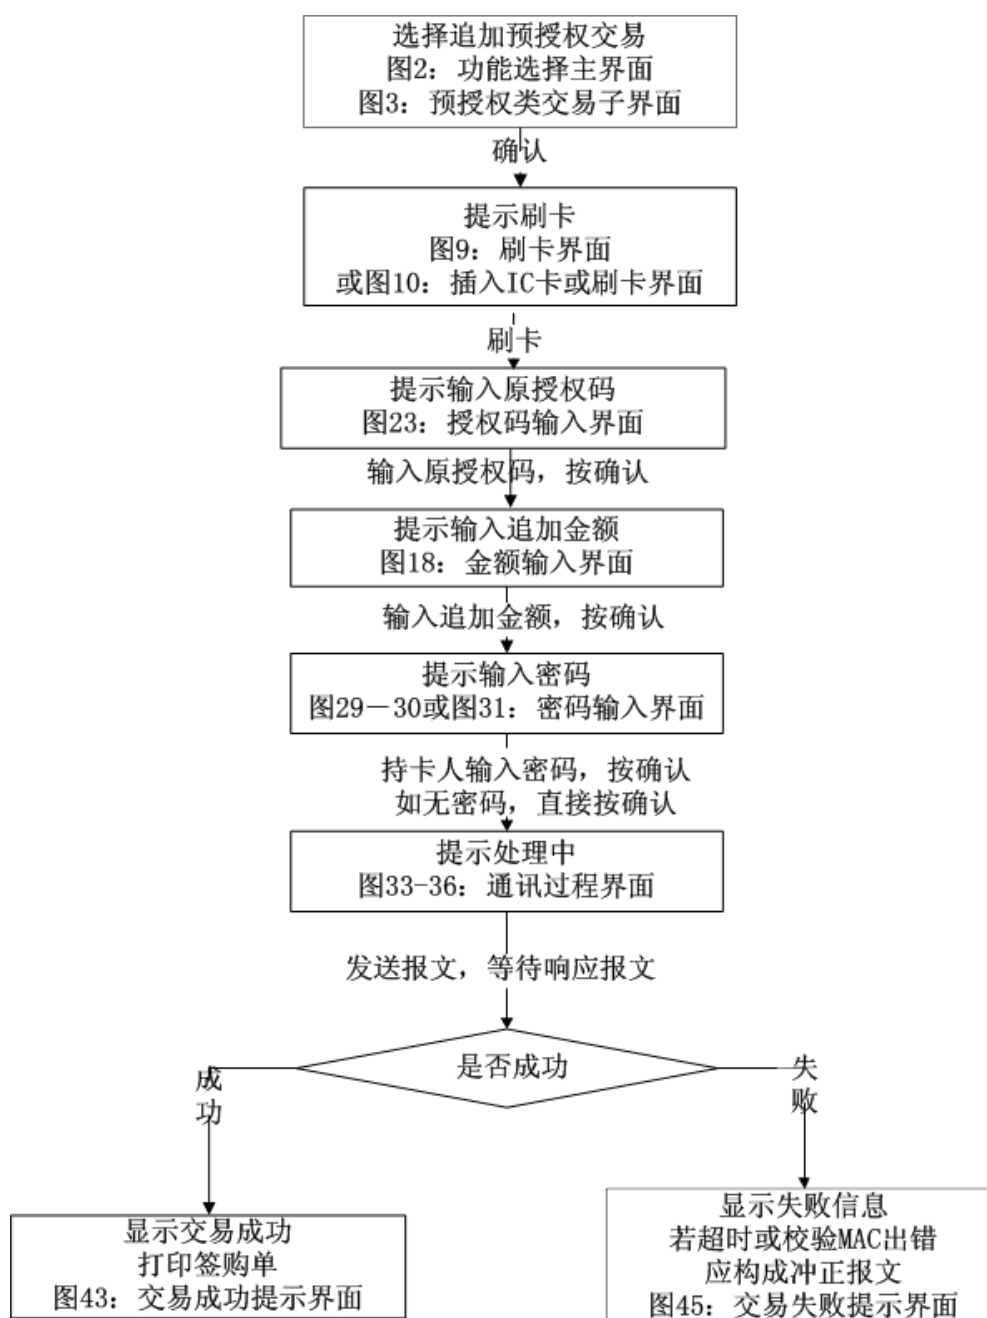 选择追加预授权交易
图2：功能选择主界面
图3：预授权类交易子界面
确认
提示刷卡
图9：刷卡界面
或图10：插入IC卡或刷卡界面
刷卡
提示输入原授权码
图23：授权码输入界面
输入原授权码，按确认
提示输入追加金额
图18：金额输入界面
输入追加金额，按确认
提示输入密码
图29－30或图31：密码输入界面
持卡人输入密码，按确认
如无密码，直接按确认
提示处理中
图33-36：通讯过程界面
发送报文，等待响应报文
是否成功
成功
失败
显示交易成功
打印签购单
图43：交易成功提示界面
显示失败信息
若超时或校验MAC出错
应构成冲正报文
图45：交易失败提示界面